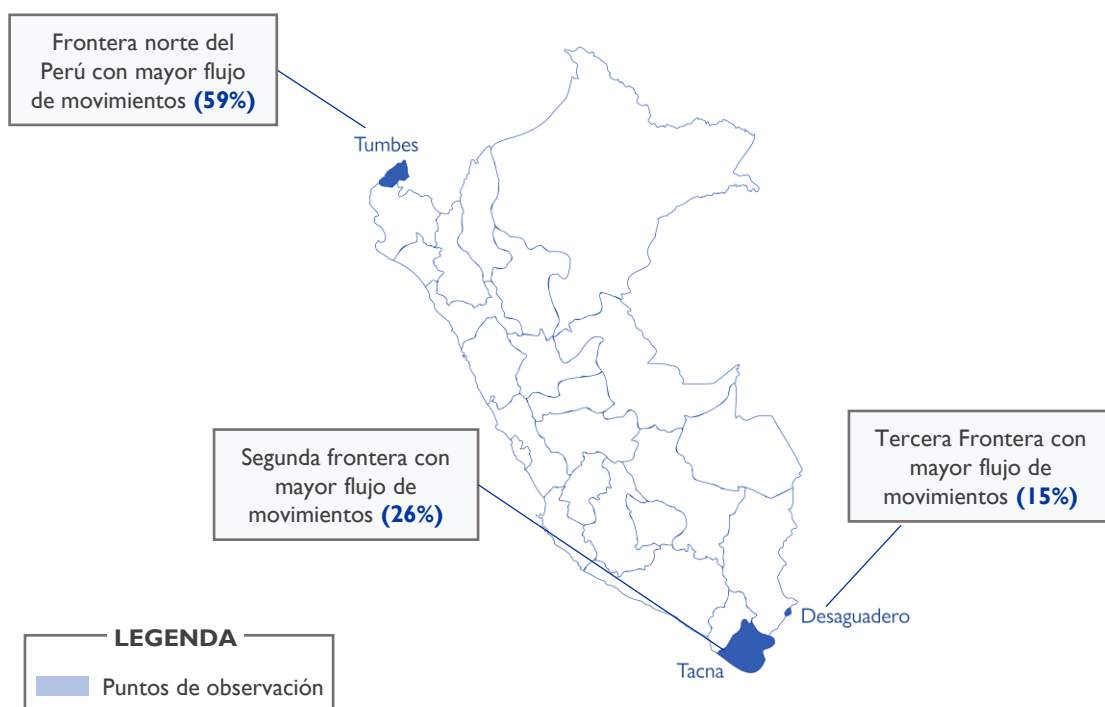 Frontera norte del
Perú con mayor flujo
de movimientos (59%)
Tumbes
Segunda frontera con
mayor flujo de
movimientos (26%)
Tercera Frontera con
mayor flujo de
movimientos (15%)
Desaguadero
Tacna
LEGENDA
Puntos de observación